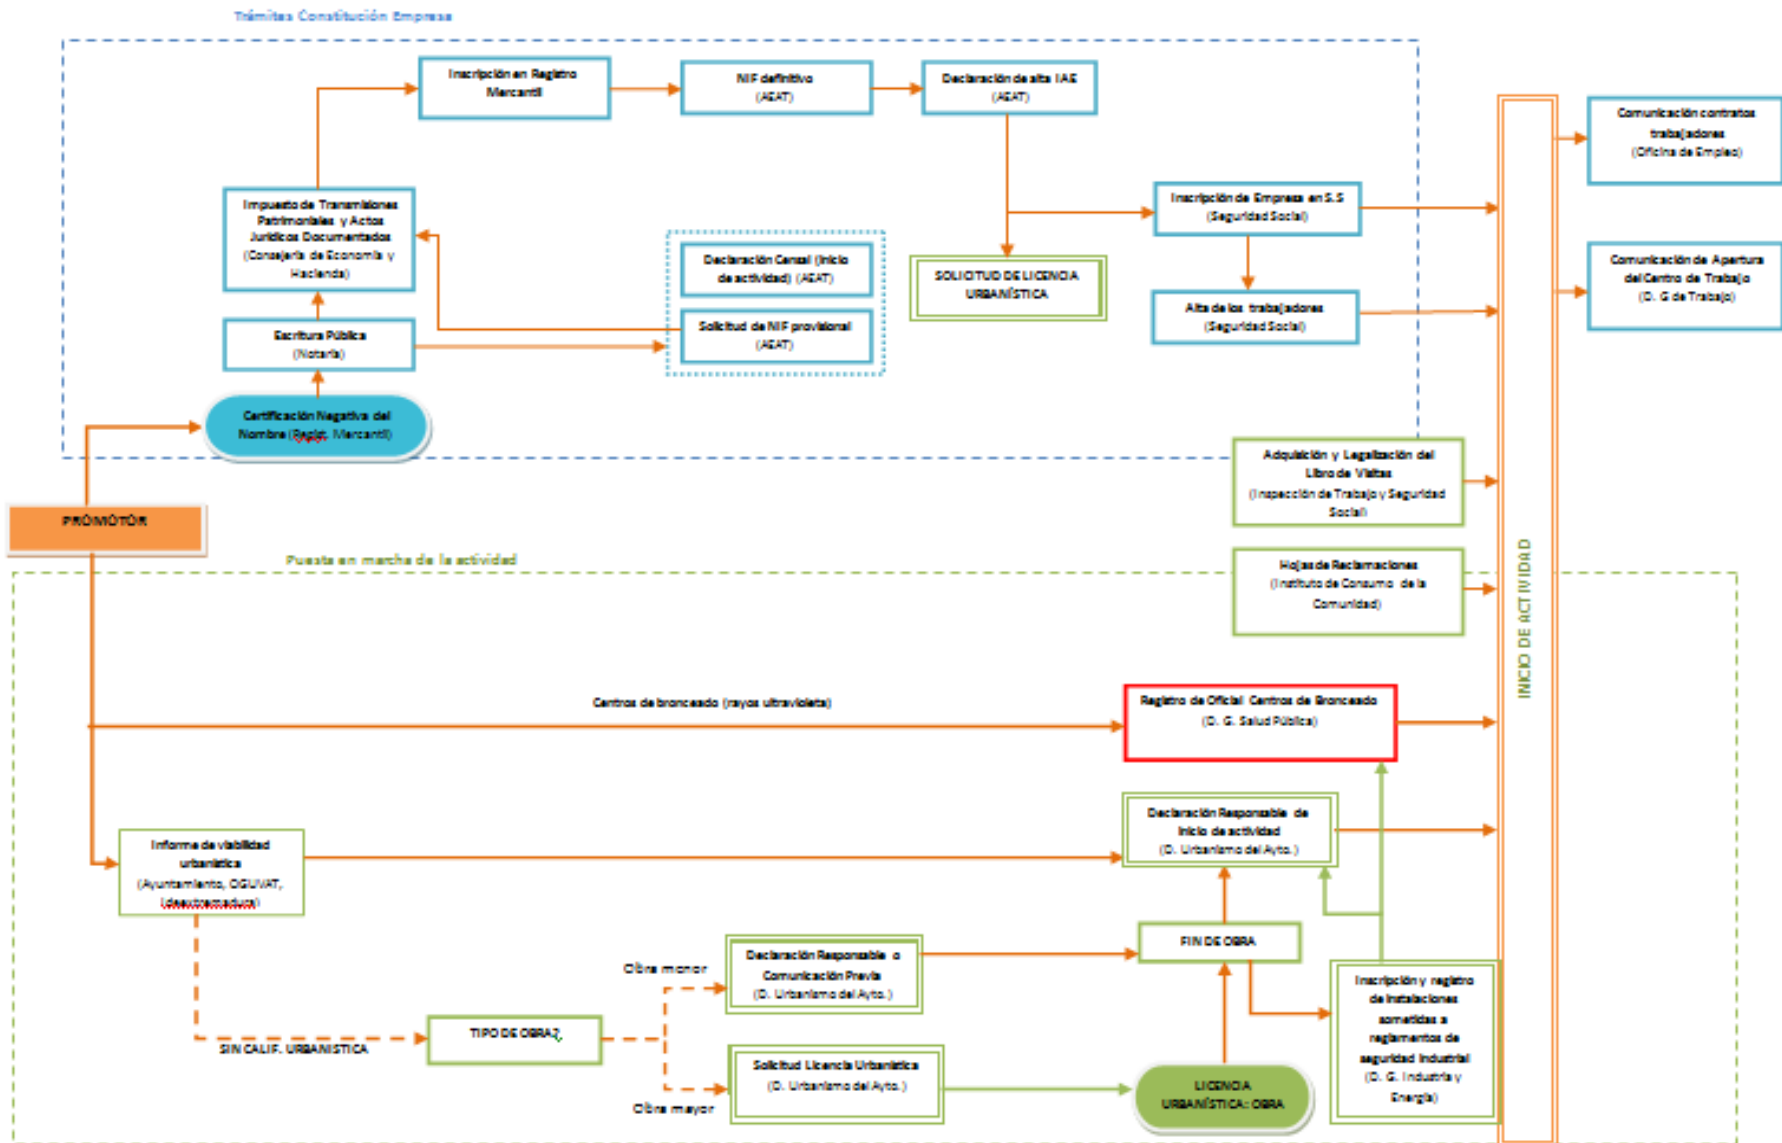 Trámites Constitución Empresa
Inscripción en Registro
Mercantil
NIF definitivo
(AEAT)
Declaración de alta IAE
(AEAT)
Comunicación contratos
trabajadores
(Oficina de Empleo)
Impuesto de Transmisiones
Patrimoniales y Actos
Jurídicos Documentados
(Consejería de Economía y
Hacienda)
Inscripción de Empresa en S.S
(Seguridad Social)
Declaración Censal (Inicio
de actividad) (AEAT)
SOLICITUD DE LICENCIA
URBANÍSTICA
Comunicación de Apertura
del Centro de Trabajo
(D. G de Trabajo)
Escritura Pública
(Notaría)
Solicitud de NIF provisional
(AEAT)
Alta de los trabajadores
(Seguridad Social)
Certificación Negativa del
Nombre (Regist. Mercantil)
Adquisición y Legalización del
Libro de Visitas
(Inspección de Trabajo y Seguridad
Social)
PROMOTOR
Puesta en marcha de la actividad
Hojas de Reclamaciones
(Instituto de Consumo de la
Comunidad)
INICIO DE ACTIVIDAD
Centros de bronceado (rayos ultravioleta)
Registro de Oficial Centros de Bronceado
(D. G. Salud Pública)
Declaración Responsable de
Inicio de actividad
(D. Urbanismo del Ayto.)
Informe de viabilidad
urbanística
(Ayuntamiento, OGUVAT,
Ideextremadura)
FIN DE OBRA
Obra menor
Declaración Responsable o
Comunicación Previa
(D. Urbanismo del Ayto.)
Inscripción y registro
de instalaciones
sometidas a
reglamentos de
seguridad industrial
(D. G. Industria y
Energía)
TIPO DE OBRA?
SIN CALIF. URBANISTICA
Solicitud Licencia Urbanística
(D. Urbanismo del Ayto.)
Obra mayor
LICENCIA
URBANÍSTICA: OBRA